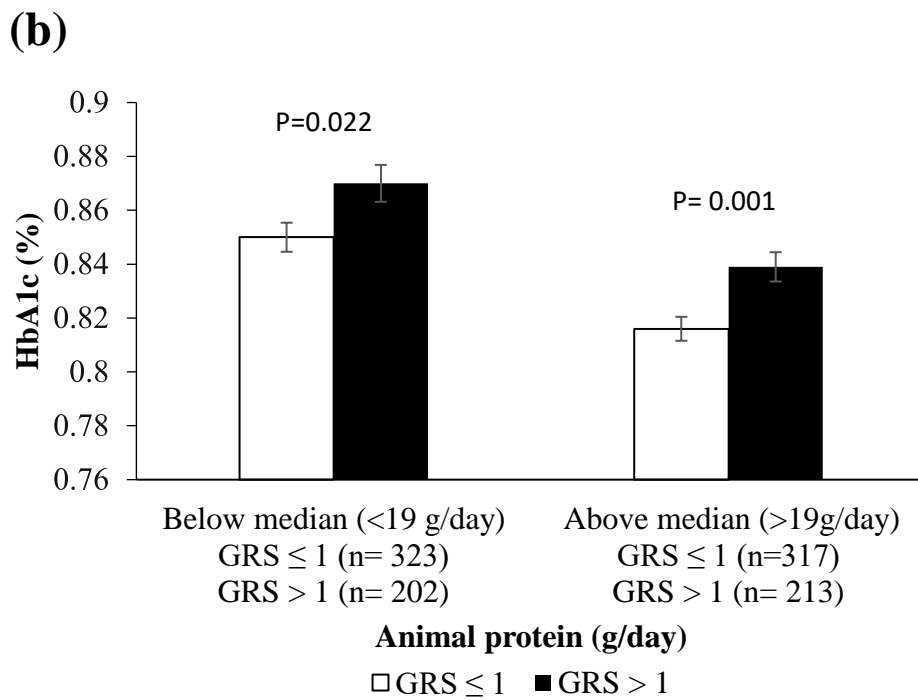 (b)
HbA1c (%)
0.9
0.88
0.86
0.84
0.82
0.8
0.78
0.76
P=0.022
P= 0.001
Below median (<19 g/day)
GRS ≤ 1 (n= 323)
GRS > 1 (n= 202)
Above median (>19g/day)
GRS ≤ 1 (n=317)
GRS > 1 (n= 213)
Animal protein (g/day)
GRS ≤ 1
GRS > 1